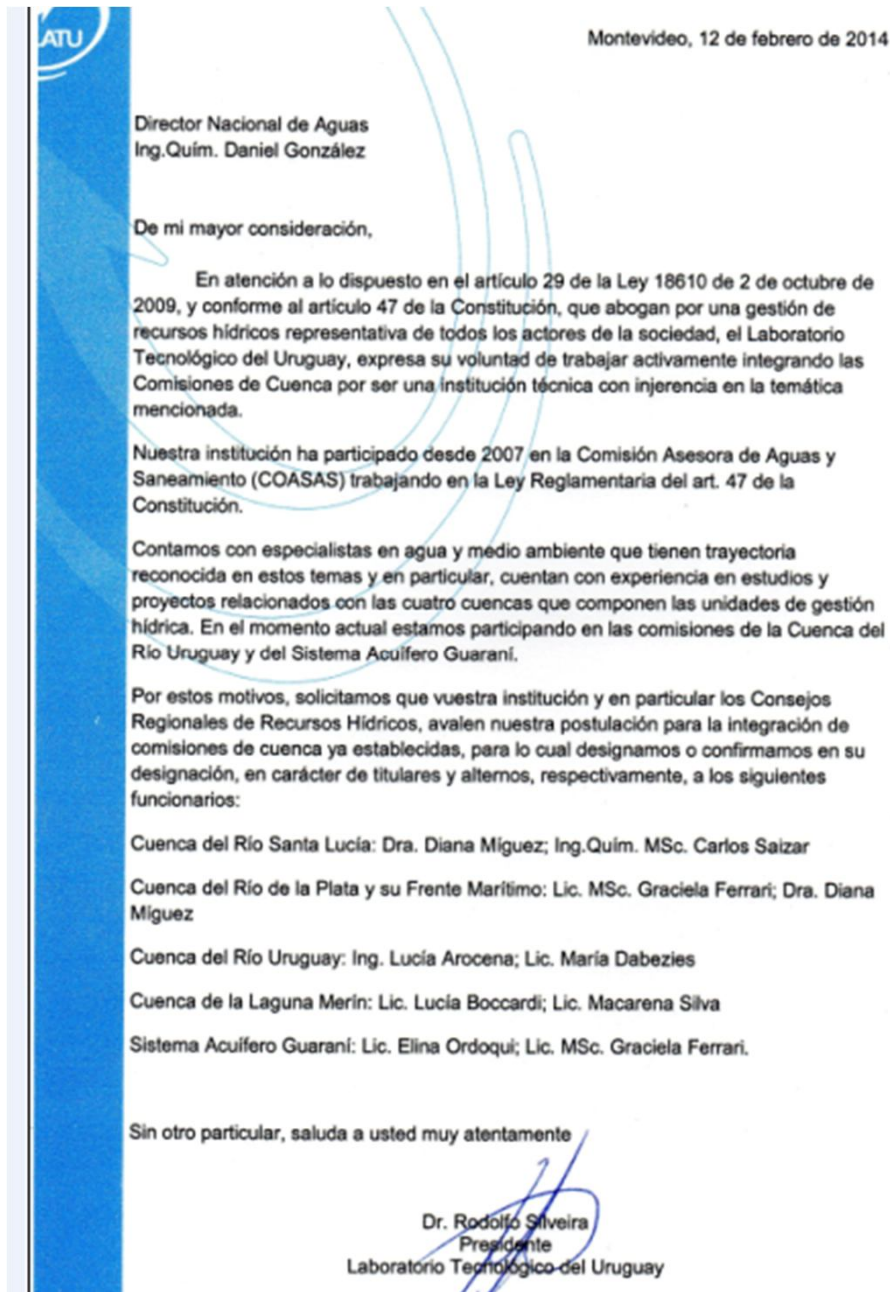 LATU
Montevideo, 12 de febrero de 2014
Director Nacional de Aguas
Ing.Quím. Daniel González
De mi mayor consideración,
En atención a lo dispuesto en el artículo 29 de la Ley 18610 de 2 de octubre de
2009, y conforme al artículo 47 de la Constitución, que abogan por una gestión de
recursos hídricos representativa de todos los actores de la sociedad, el Laboratorio
Tecnológico del Uruguay, expresa su voluntad de trabajar activamente integrando las
Comisiones de Cuenca por ser una institución técnica con injerencia en la temática
mencionada.
Nuestra institución ha participado desde 2007 en la Comisión Asesora de Aguas y
Saneamiento (COASAS) trabajando en la Ley Reglamentaria del art. 47 de la
Constitución.
Contamos con especialistas en agua y medio ambiente que tienen trayectoria
reconocida en estos temas y en particular, cuentan con experiencia en estudios y
proyectos relacionados con las cuatro cuencas que componen las unidades de gestión
hídrica. En el momento actual estamos participando en las comisiones de la Cuenca del
Río Uruguay y del Sistema Acuífero Guaraní.
Por estos motivos, solicitamos que vuestra institución y en particular los Consejos
Regionales de Recursos Hídricos, avalen nuestra postulación para la integración de
comisiones de cuenca ya establecidas, para lo cual designamos o confirmamos en su
designación, en carácter de titulares y alternos, respectivamente, a los siguientes
funcionarios:
Cuenca del Río Santa Lucía: Dra. Diana Míguez; Ing.Quím. MSc. Carlos Saizar
Cuenca del Río de la Plata y su Frente Marítimo: Lic. MSc. Graciela Ferrari; Dra. Diana
Míguez
Cuenca del Río Uruguay: Ing. Lucía Arocena; Lic. María Dabezies
Cuenca de la Laguna Merín: Lic. Lucía Boccardi; Lic. Macarena Silva
Sistema Acuífero Guaraní: Lic. Elina Ordoqui; Lic. MSc. Graciela Ferrari.
Sin otro particular, saluda a usted muy atentamente
Dr. Rodolfo Silveira
Presidente
Laboratorio Tecnológico del Uruguay